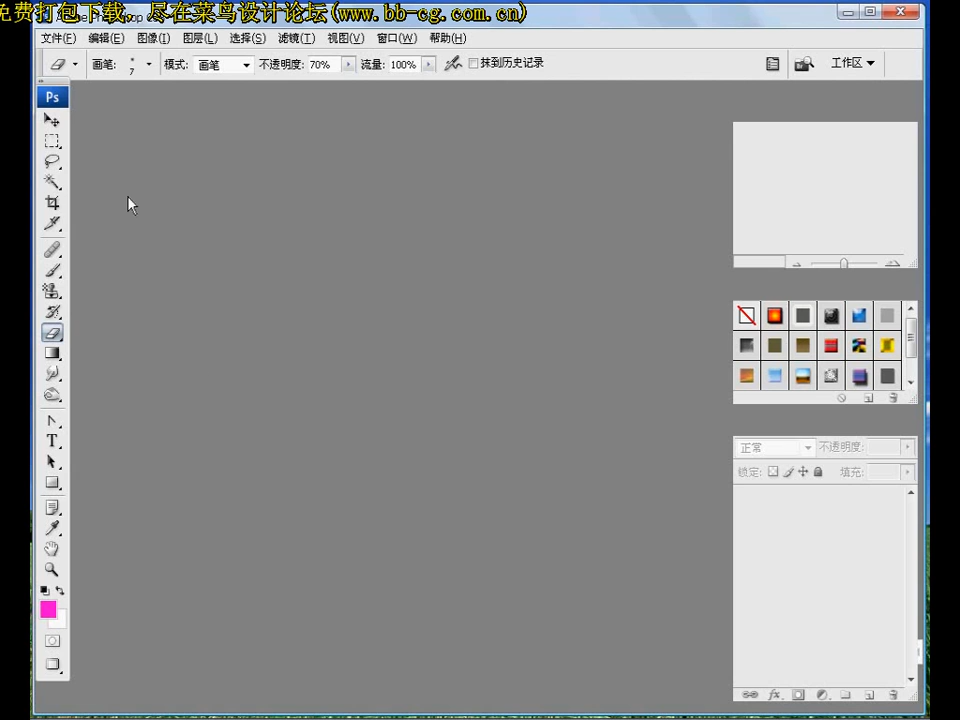 免费打包下载,,,尽在菜鸟设计论坛(www.bb-cg.com.cn)
文件(F) 编辑(E) 图像(I) 图层(L) 选择(S) 滤镜(T) 视图(V) 窗口(W) 帮助(H)
画笔: 7 模式: 画笔 不透明度: 70% 流量: 100% 抹到历史记录 工作区
Ps
T
正常 不透明度:
锁定: 填充:
fx